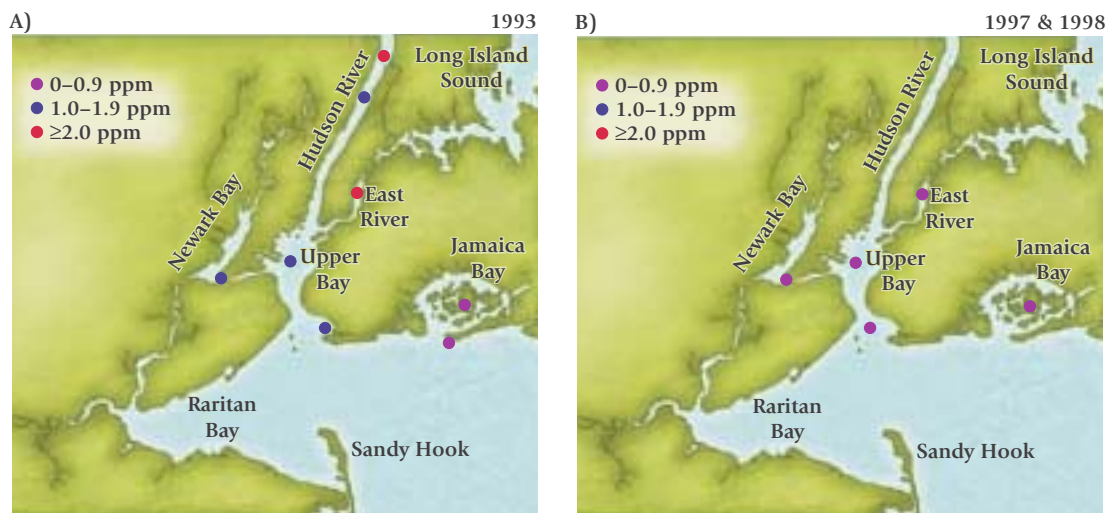 A)
1993
0–0.9 ppm
1.0–1.9 ppm
≥2.0 ppm
Hudson River
Long Island
Sound
Newark Bay
East
River
Upper
Bay
Jamaica
Bay
Raritan
Bay
Sandy Hook
B)
1997 & 1998
0–0.9 ppm
1.0–1.9 ppm
≥2.0 ppm
Hudson River
Long Island
Sound
Newark Bay
East
River
Upper
Bay
Jamaica
Bay
Raritan
Bay
Sandy Hook